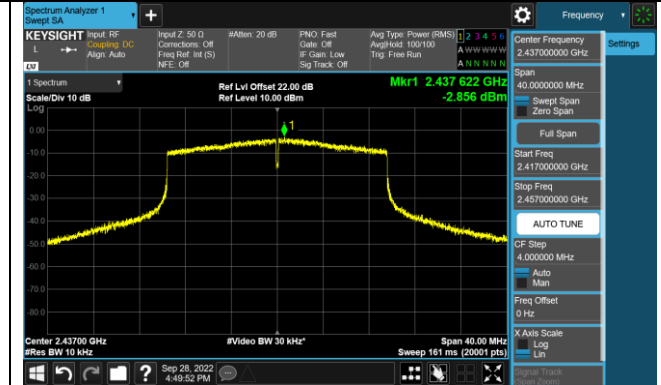 Spectrum Analyzer 1
Swept SA
Frequency
KEYSIGHT
L
LXI
Input: RF
Coupling: DC
Align: Auto
Input Z: 50 Ω
Corrections: Off
Freq Ref: Int (S)
NFE: Off
#Atten: 20 dB
PNO: Fast
Gate: Off
IF Gain: Low
Sig Track: Off
Avg Type: Power (RMS)
Avg|Hold: 100/100
Trig: Free Run
1 2 3 4 5 6
A W W W W W
A N N N N N
1 Spectrum
Scale/Div 10 dB
Log
Ref Lvl Offset 22.00 dB
Ref Level 10.00 dBm
Mkr1 2.437 622 GHz
-2.856 dBm
1
0.00
-10.0
-20.0
-30.0
-40.0
-50.0
-60.0
-70.0
-80.0
Center 2.43700 GHz
#Res BW 10 kHz
#Video BW 30 kHz*
Span 40.00 MHz
Sweep 161 ms (20001 pts)
Sep 28, 2022
4:49:52 PM
Center Frequency
2.437000000 GHz
Span
40.0000000 MHz
Swept Span
Zero Span
Full Span
Start Freq
2.417000000 GHz
Stop Freq
2.457000000 GHz
AUTO TUNE
CF Step
4.000000 MHz
Auto
Man
Freq Offset
0 Hz
X Axis Scale
Log
Lin
Signal Track
(Span Zoom)
Settings